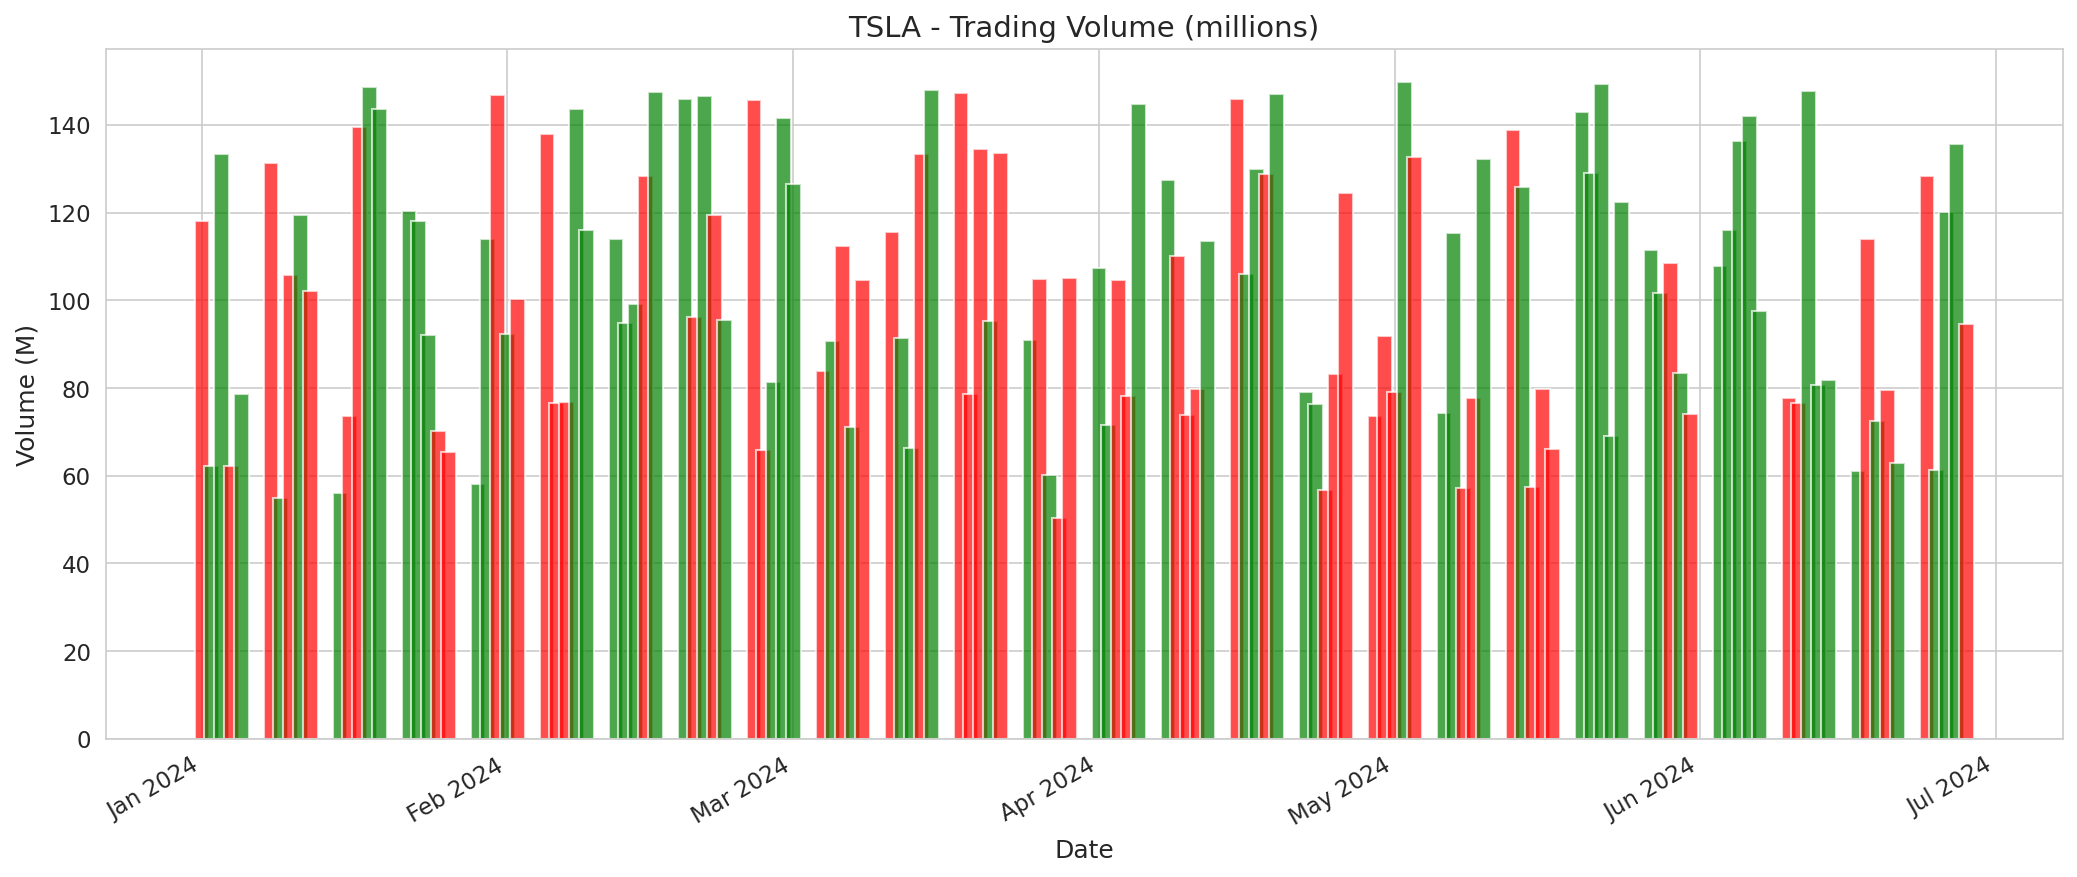 TSLA - Trading Volume (millions)
Volume (M)
140
120
100
80
60
40
20
0
Jan 2024
Feb 2024
Mar 2024
Apr 2024
May 2024
Jun 2024
Jul 2024
Date